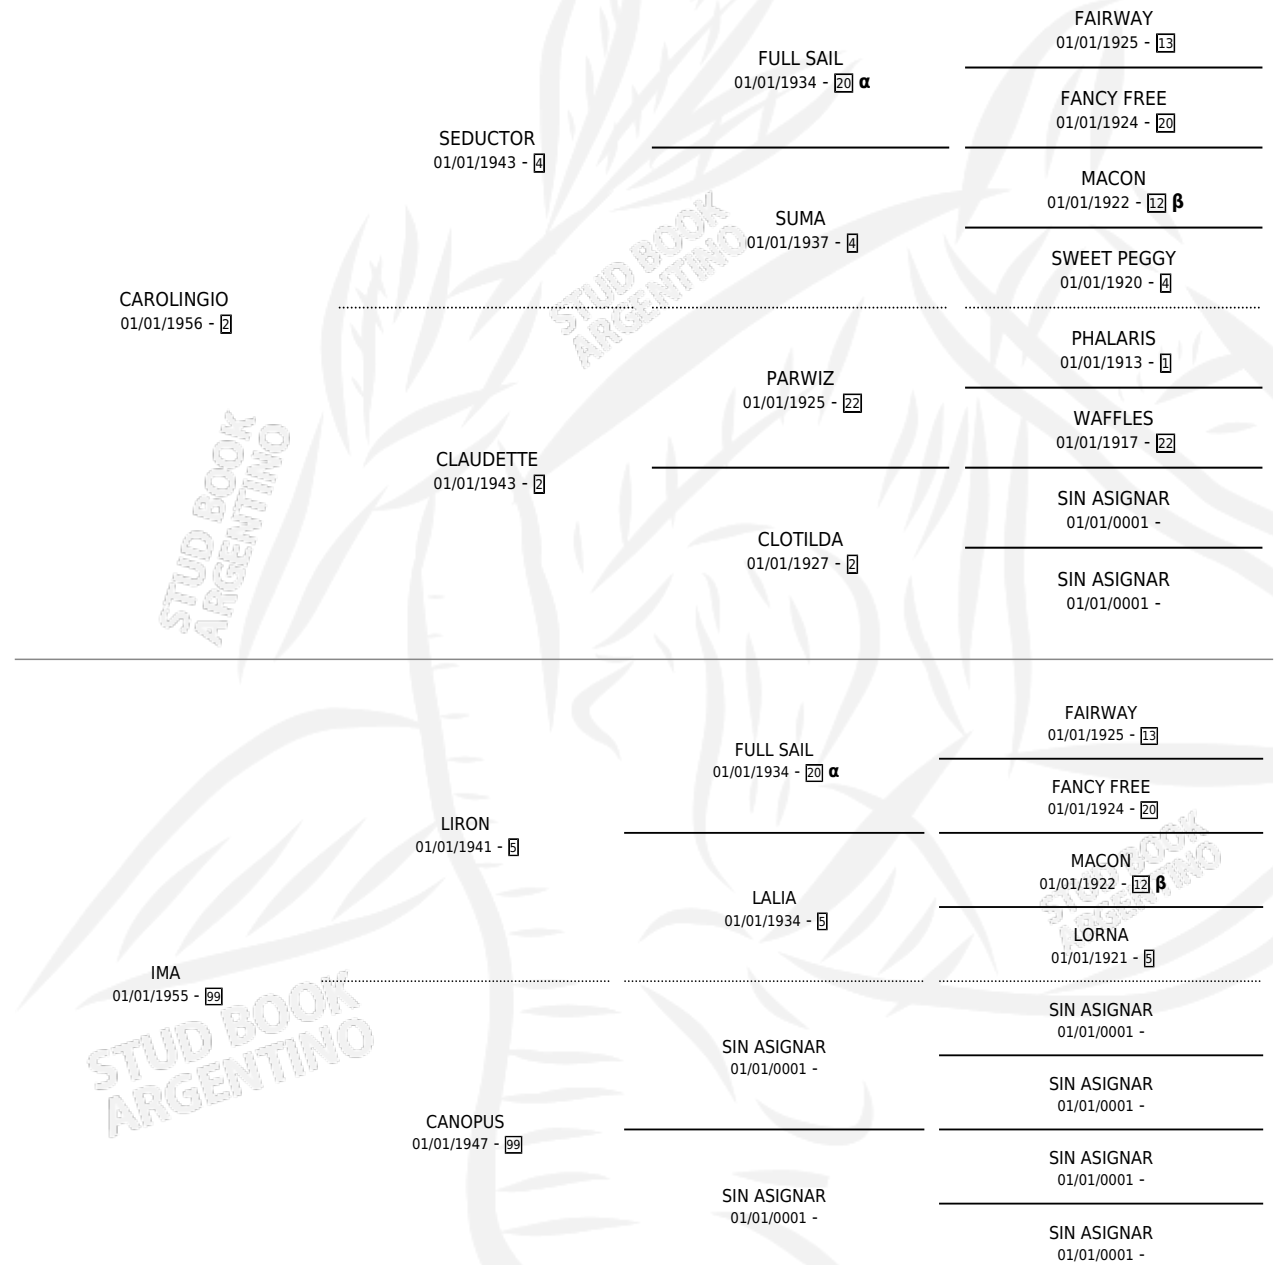 FAIRWAY
01/01/1925 - 13
FULL SAIL
01/01/1934 - 20 α
FANCY FREE
01/01/1924 - 20
SEDUCTOR
01/01/1943 - 4
MACON
01/01/1922 - 12 β
SUMA
01/01/1937 - 4
SWEET PEGGY
01/01/1920 - 4
STUD BOOK
ARGENTINO
CAROLINGIO
01/01/1956 - 2
PHALARIS
01/01/1913 - 1
PARWIZ
01/01/1925 - 22
WAFFLES
01/01/1917 - 22
CLAUDETTE
01/01/1943 - 2
SIN ASIGNAR
01/01/0001 -
CLOTILDA
01/01/1927 - 2
SIN ASIGNAR
01/01/0001 -
STUD BOOK
ARGENTINO
FAIRWAY
01/01/1925 - 13
FULL SAIL
01/01/1934 - 20 α
FANCY FREE
01/01/1924 - 20
LIRON
01/01/1941 - 5
MACON
01/01/1922 - 12 β
LALIA
01/01/1934 - 5
LORNA
01/01/1921 - 5
STUD BOOK
ARGENTINO
IMA
01/01/1955 - 99
STUD BOOK
ARGENTINO
SIN ASIGNAR
01/01/0001 -
SIN ASIGNAR
01/01/0001 -
SIN ASIGNAR
01/01/0001 -
CANOPUS
01/01/1947 - 99
SIN ASIGNAR
01/01/0001 -
SIN ASIGNAR
01/01/0001 -
SIN ASIGNAR
01/01/0001 -